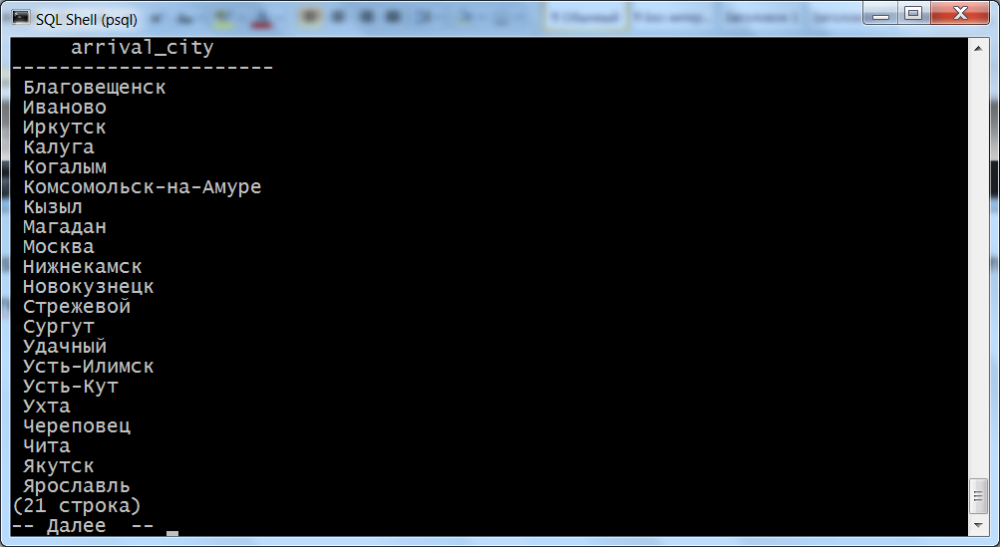 SQL Shell (psql)
arrival_city
----------------------
Благовещенск
Иваново
Иркутск
Калуга
Когалым
Комсомольск-на-Амуре
Кызыл
Магадан
Москва
Нижнекамск
Новокузнецк
Стрежевой
Сургут
Удачный
Усть-Илимск
Усть-Кут
Ухта
Череповец
Чита
Якутск
Ярославль
(21 строка)
-- Далее  --